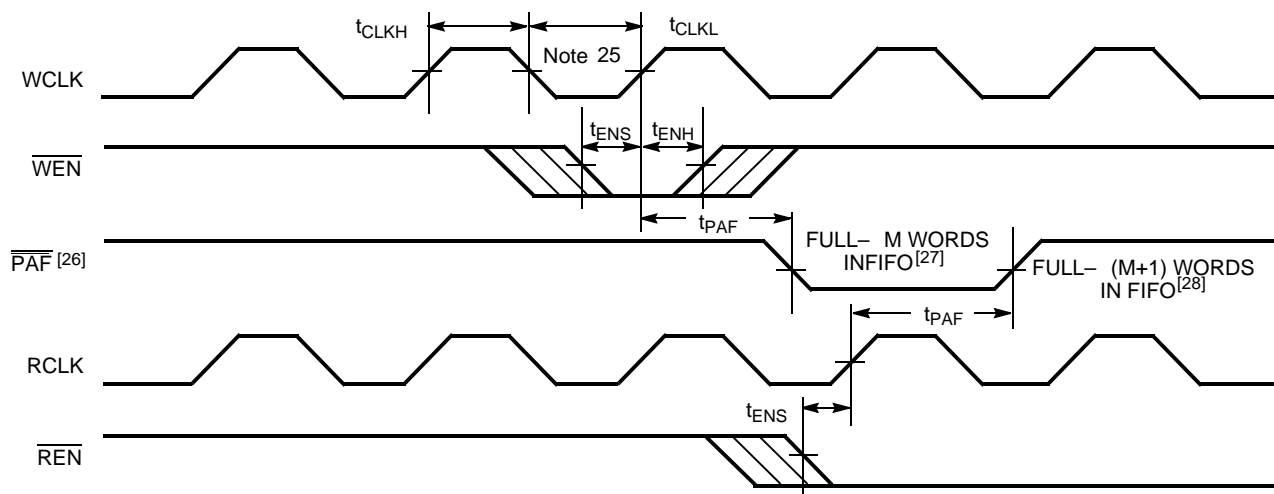 tCLKH
tCLKL
Note 25
WCLK
tENS
tENH
WEN
tPAF
PAF [26]
FULL– M WORDS
INFIFO[27]
FULL– (M+1) WORDS
IN FIFO[28]
tPAF
RCLK
tENS
REN